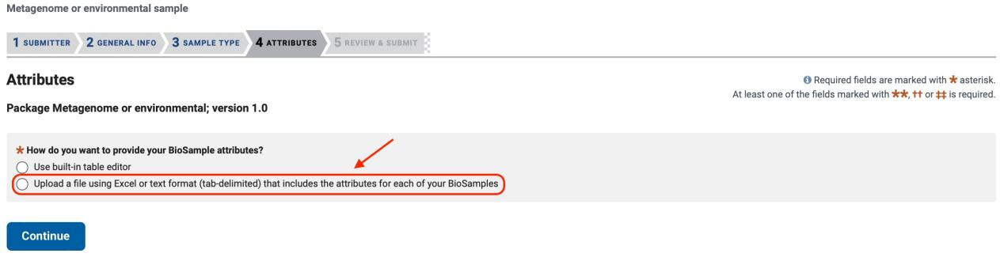 Metagenome or environmental sample
1 SUBMITTER 2 GENERAL INFO 3 SAMPLE TYPE 4 ATTRIBUTES 5 REVIEW & SUBMIT
Attributes
Required fields are marked with * asterisk.
At least one of the fields marked with **, †† or ‡‡ is required.
Package Metagenome or environmental; version 1.0
* How do you want to provide your BioSample attributes?
Use built-in table editor
Upload a file using Excel or text format (tab-delimited) that includes the attributes for each of your BioSamples
Continue